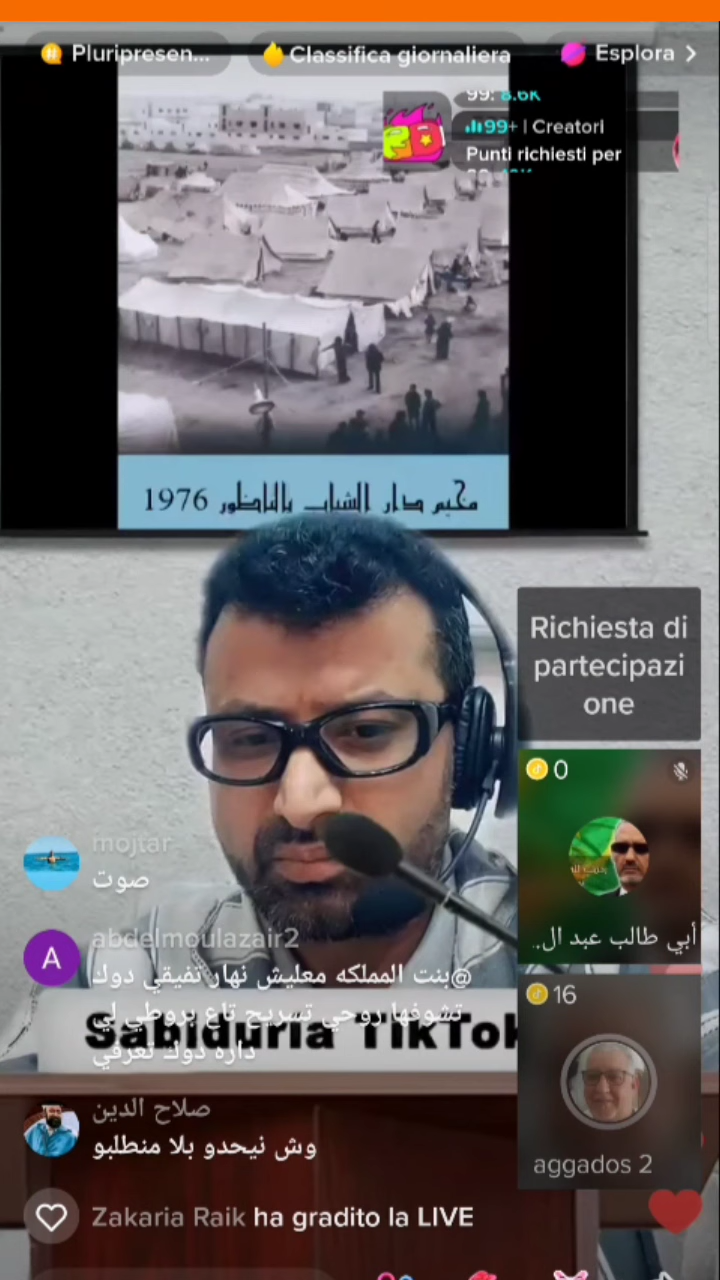 Pluripresen...
Classifica giornaliera
Esplora
99: 8.6K
99+ | Creatori
Punti richiesti per
مخيم دار الشباب بالناظور 1976
Richiesta di
partecipazi
one
0
أبي طالب عبد ال..
16
aggados 2
mojtar
صوت
abdelmoulazair2
@بنت المملكه معليش نهار تفيقي دوك
تشوفها روحي تسريح تاع بروطي لي
داره دوك تعرفي
Sabiduria TikTok
صلاح الدين
وش نيحدو بلا منطلبو
Zakaria Raik ha gradito la LIVE